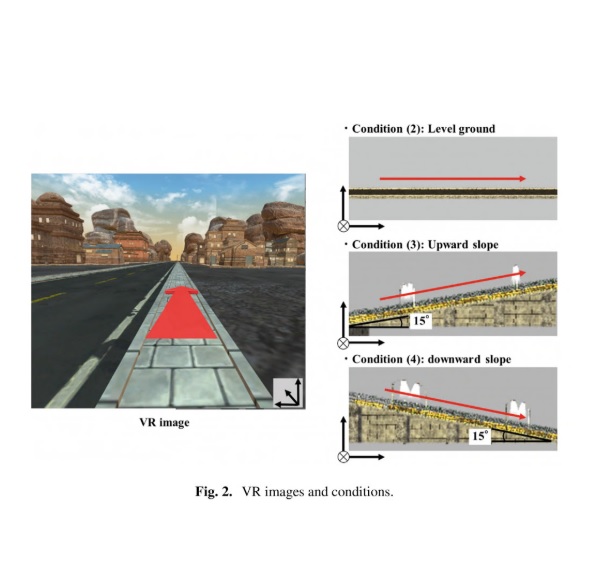 ・Condition (2): Level ground
・Condition (3): Upward slope
15°
・Condition (4): downward slope
15°
VR image
Fig. 2. VR images and conditions.